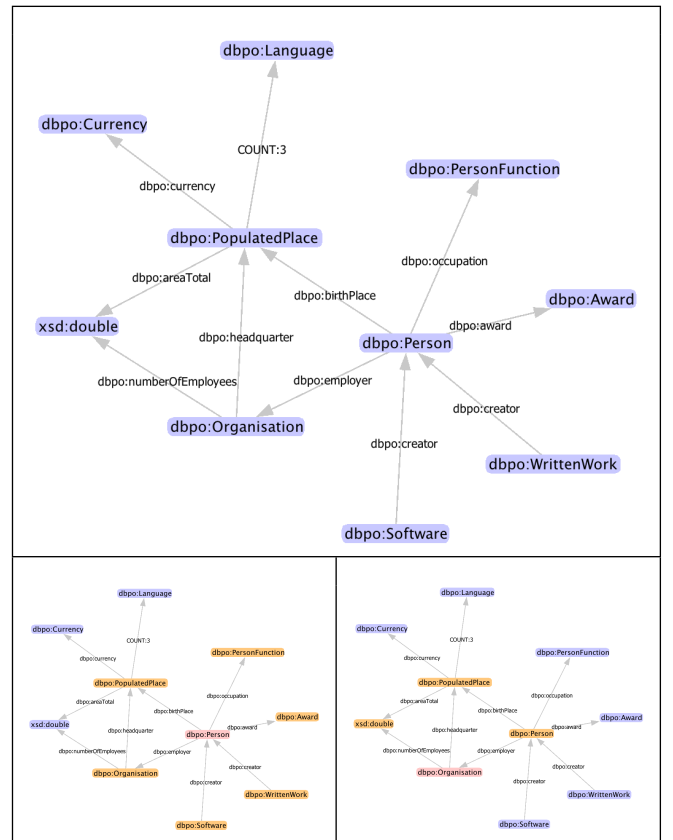 dbpo:Language
dbpo:Currency
COUNT:3
dbpo:PersonFunction
dbpo:currency
dbpo:PopulatedPlace
dbpo:occupation
dbpo:areaTotal
dbpo:birthPlace
dbpo:Award
xsd:double
dbpo:award
dbpo:headquarter
dbpo:Person
dbpo:numberOfEmployees
dbpo:employer
dbpo:creator
dbpo:Organisation
dbpo:creator
dbpo:WrittenWork
dbpo:Software
dbpo:Language
dbpo:Currency
COUNT:3
dbpo:PersonFunction
dbpo:currency
dbpo:PopulatedPlace
dbpo:occupation
dbpo:areaTotal
dbpo:birthPlace
dbpo:Award
xsd:double
dbpo:award
dbpo:headquarter
dbpo:Person
dbpo:numberOfEmployees
dbpo:employer
dbpo:creator
dbpo:Organisation
dbpo:creator
dbpo:WrittenWork
dbpo:Software
dbpo:Language
dbpo:Currency
COUNT:3
dbpo:PersonFunction
dbpo:currency
dbpo:PopulatedPlace
dbpo:occupation
dbpo:areaTotal
dbpo:birthPlace
dbpo:Award
xsd:double
dbpo:award
dbpo:headquarter
dbpo:Person
dbpo:numberOfEmployees
dbpo:employer
dbpo:creator
dbpo:Organisation
dbpo:creator
dbpo:WrittenWork
dbpo:Software